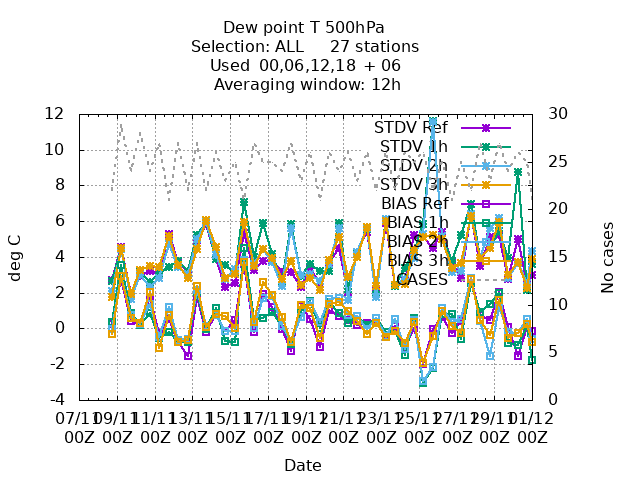 Dew point T 500hPa
Selection: ALL 27 stations
Used 00,06,12,18 + 06
Averaging window: 12h
12 30
STDV Ref
STDV 1h
10 25
STDV 2h
8 STDV 3h
BIAS Ref 20
6 BIAS 1h
BIAS 2h
4 BIAS 3h 15
CASES
2
10
0
5
-2
-4 0
deg C
No cases
07/11 09/11 11/11 13/11 15/11 17/11 19/11 21/11 23/11 25/11 27/11 29/11 01/12
00Z 00Z 00Z 00Z 00Z 00Z 00Z 00Z 00Z 00Z 00Z 00Z 00Z
Date